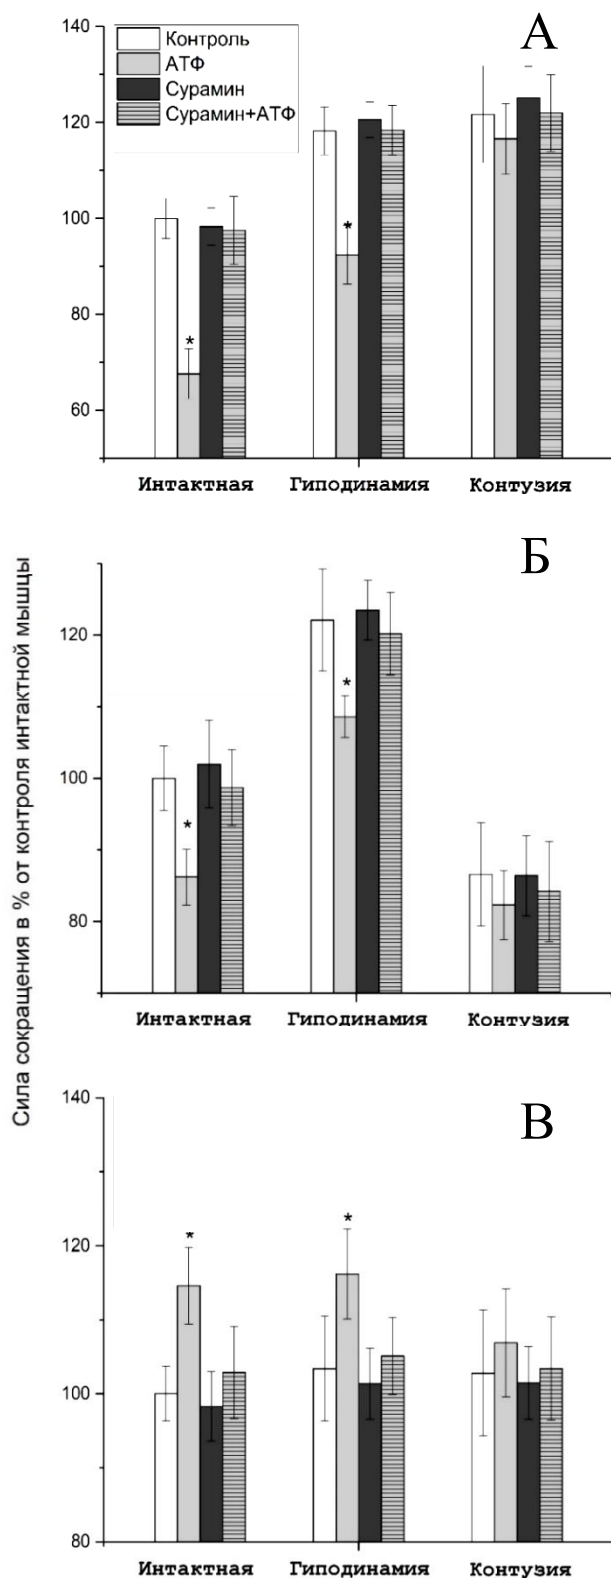 А
140
Контроль
АТФ
Сурамин
Сурамин+АТФ
120
*
100
80
*
60
Интактная Гиподинамия Контузия
Сила сокращения в % от контроля интактной мышцы
Б
120
*
100
*
80
Интактная Гиподинамия Контузия
В
140
120
* *
100
80
Интактная Гиподинамия Контузия